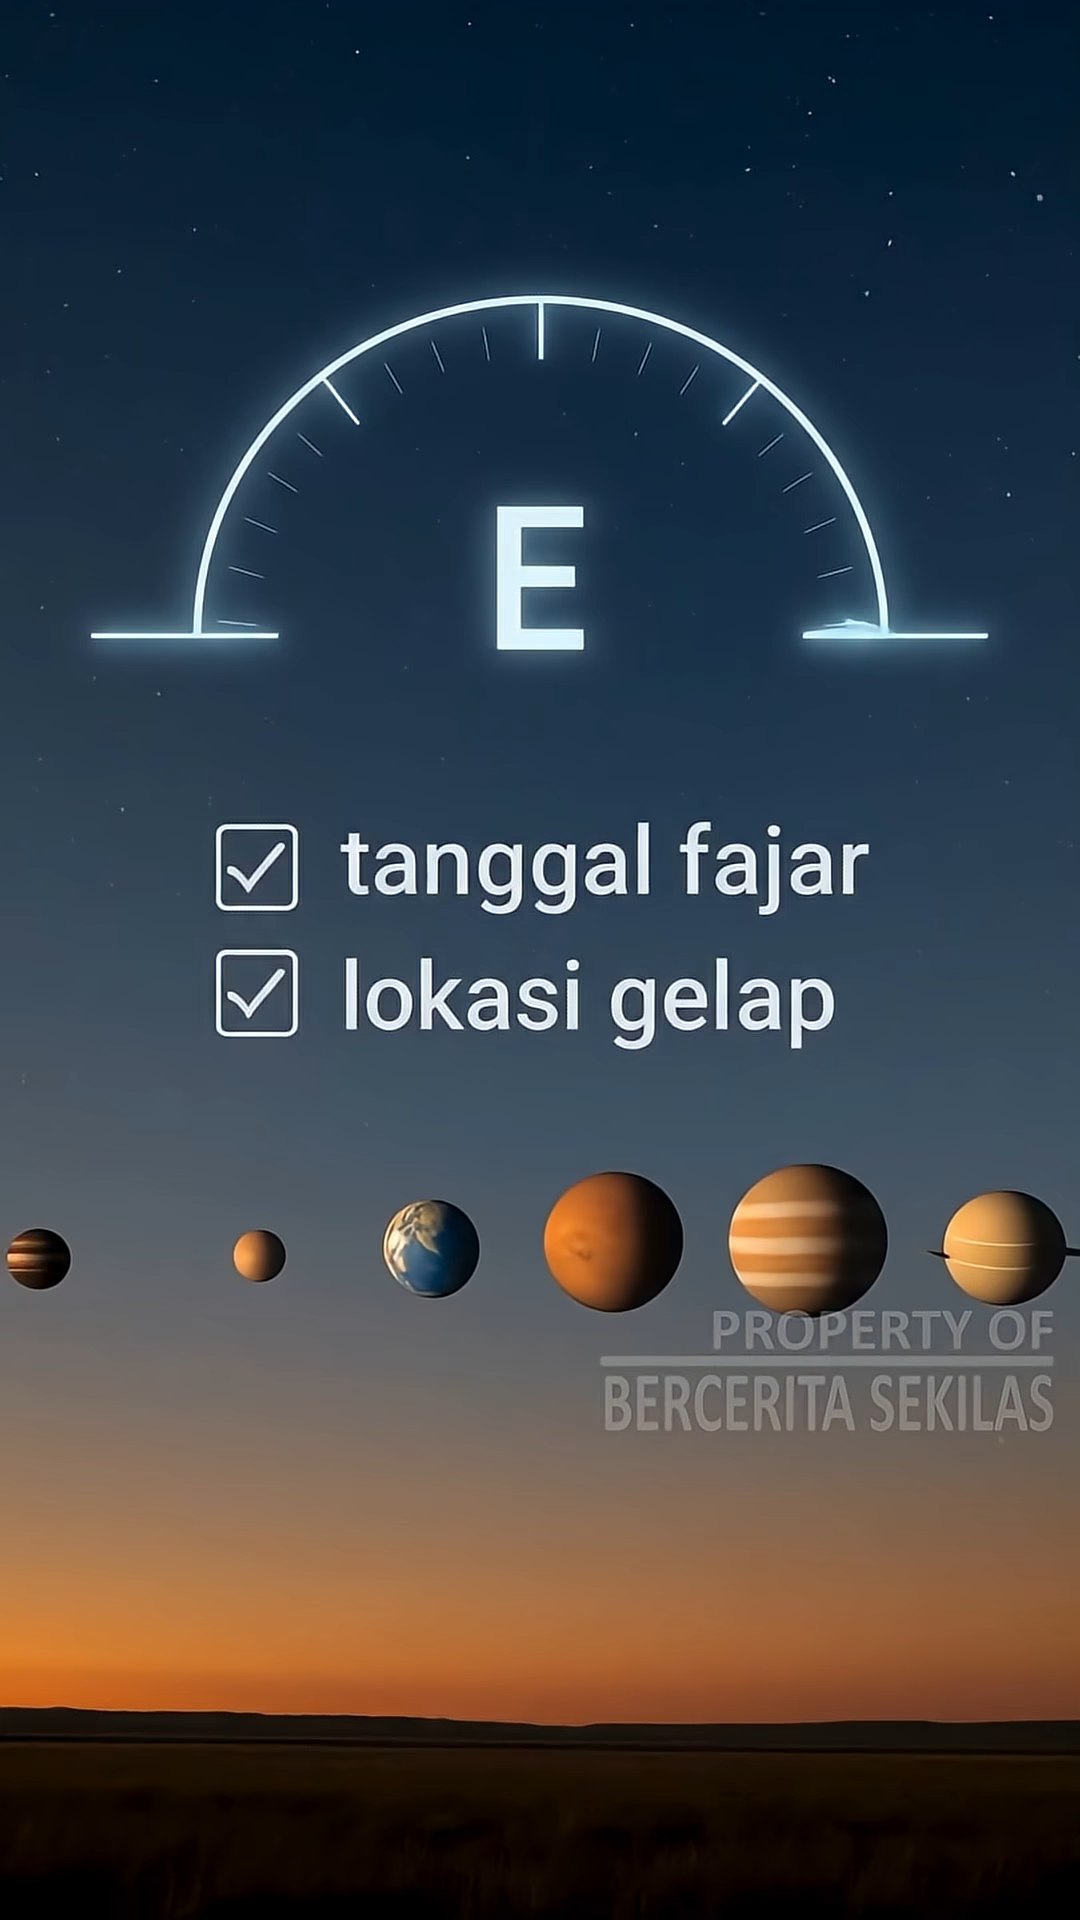 E
tanggal fajar
lokasi gelap
PROPERTY OF
BERCERITA SEKILAS